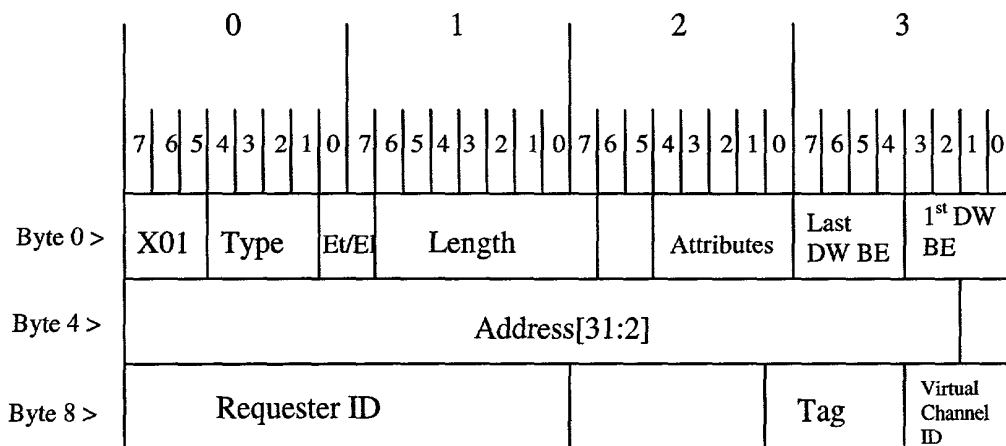 0 1 2 3
7 6 5 4 3 2 1 0 7 6 5 4 3 2 1 0 7 6 5 4 3 2 1 0 7 6 5 4 3 2 1 0
Byte 0 > X01 Type Et/El Length Attributes Last DW BE 1st DW BE
Byte 4 > Address[31:2]
Byte 8 > Requester ID Tag Virtual Channel ID